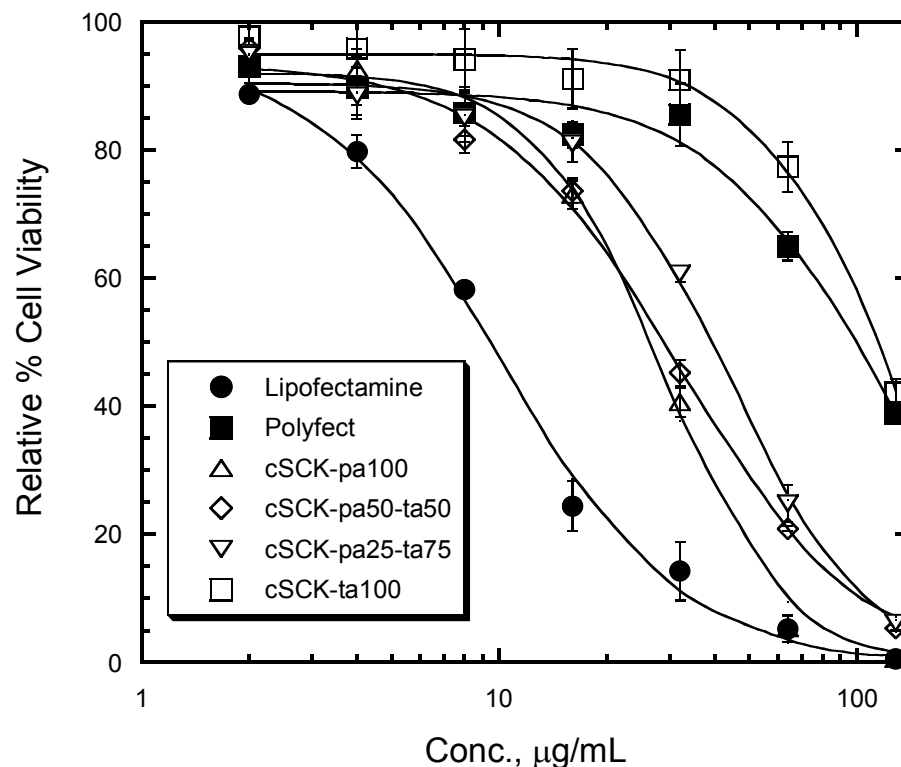 100
80
60
40
20
0
Relative % Cell Viability
Lipofectamine
Polyfect
cSCK-pa100
cSCK-pa50-ta50
cSCK-pa25-ta75
cSCK-ta100
1
10
100
Conc., μg/mL